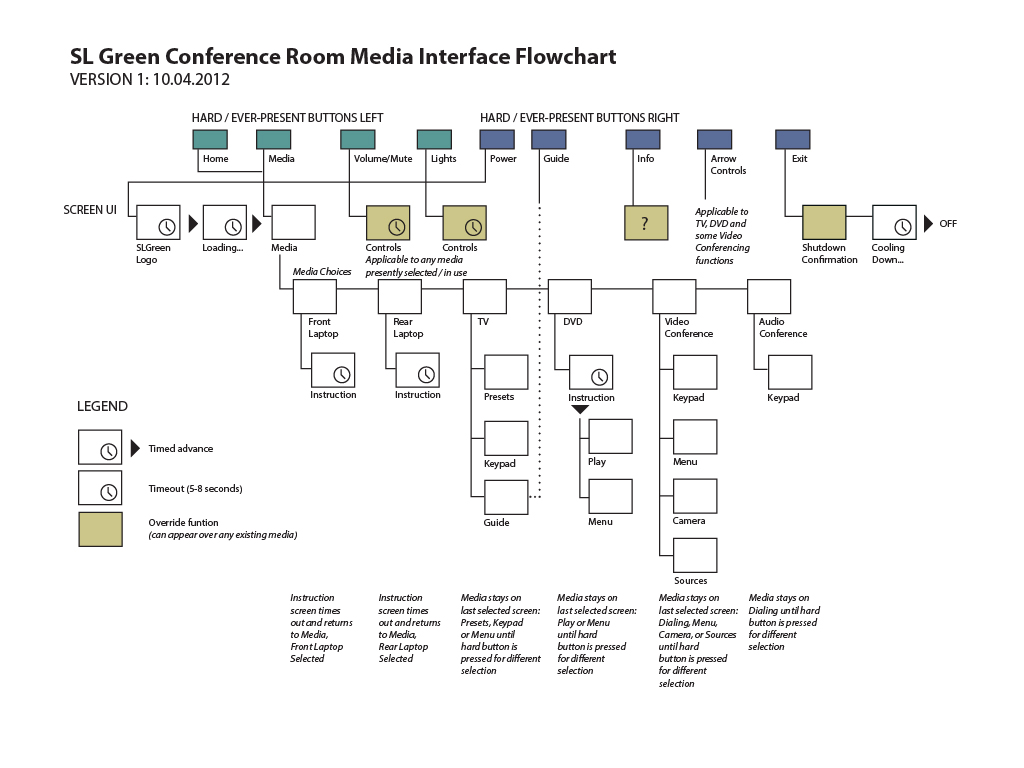 SL Green Conference Room Media Interface Flowchart
VERSION 1: 10.04.2012
HARD / EVER-PRESENT BUTTONS LEFT
HARD / EVER-PRESENT BUTTONS RIGHT
Home
Media
Volume/Mute
Lights
Power
Guide
Info
Arrow
Controls
Exit
SCREEN UI
SLGreen
Logo
Loading...
Media
Controls
Controls
Applicable to any media
presently selected / in use
?
Applicable to
TV, DVD and
some Video
Conferencing
functions
Shutdown
Confirmation
Cooling
Down...
OFF
Media Choices
Front
Laptop
Rear
Laptop
TV
DVD
Video
Conference
Audio
Conference
Instruction
Instruction
Presets
Instruction
Keypad
Keypad
Keypad
Play
Menu
Guide
Menu
Camera
Sources
LEGEND
Timed advance
Timeout (5-8 seconds)
Override funtion
(can appear over any existing media)
Instruction
screen times
out and returns
to Media,
Front Laptop
Selected
Instruction
screen times
out and returns
to Media,
Rear Laptop
Selected
Media stays on
last selected screen:
Presets, Keypad
or Menu until
hard button is
pressed for different
selection
Media stays on
last selected screen:
Play or Menu
until hard
button is pressed
for different
selection
Media stays on
last selected screen:
Dialing, Menu,
Camera, or Sources
until hard
button is pressed
for different
selection
Media stays on
Dialing until hard
button is pressed
for different
selection